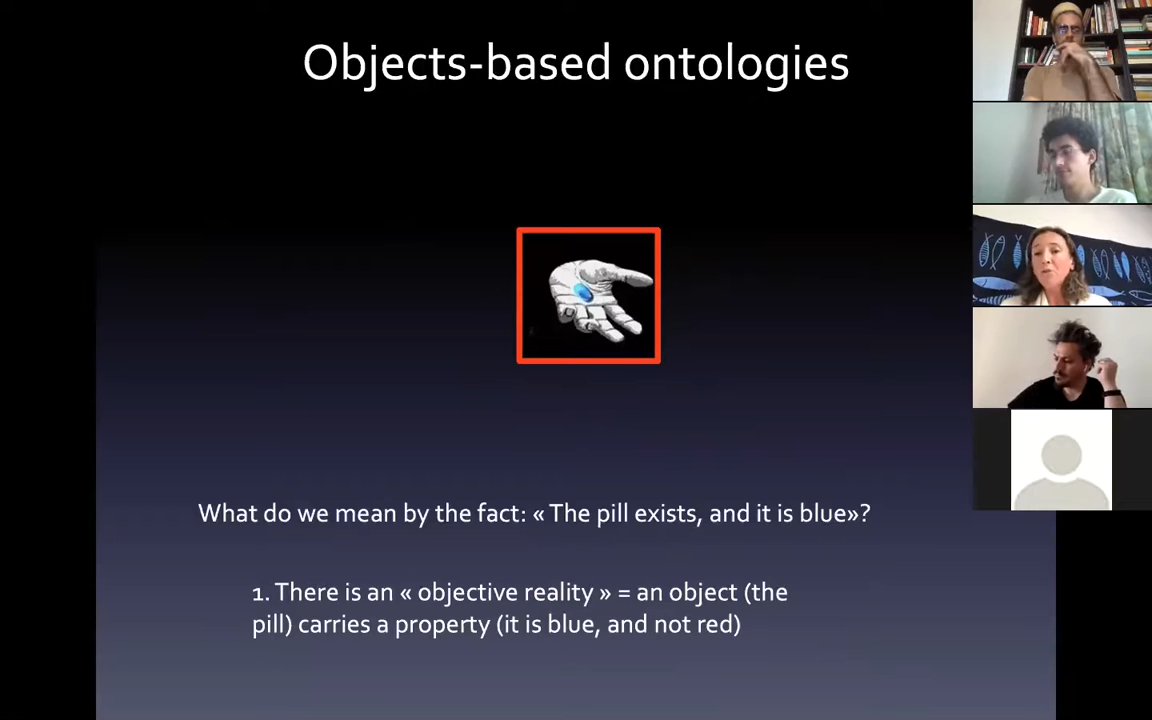 Objects-based ontologies
What do we mean by the fact: « The pill exists, and it is blue»?
1. There is an « objective reality » = an object (the
pill) carries a property (it is blue, and not red)